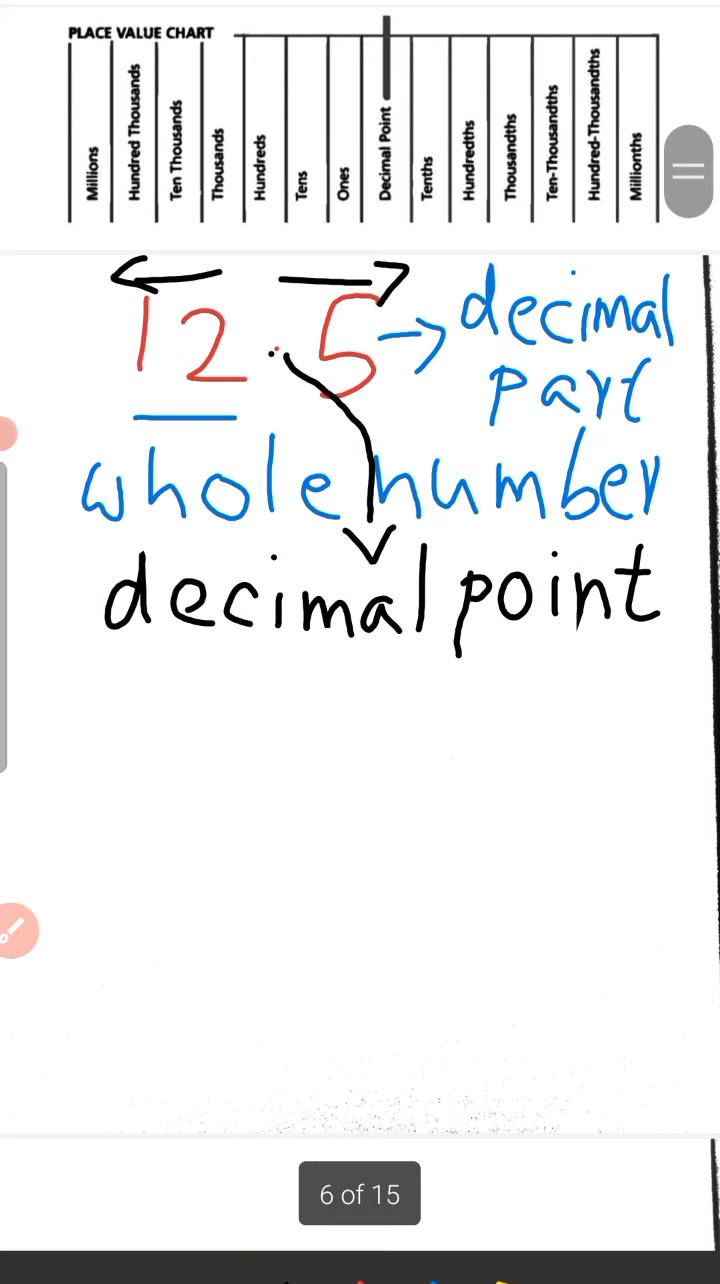 PLACE VALUE CHART
Millions
Hundred Thousands
Ten Thousands
Thousands
Hundreds
Tens
Ones
Decimal Point
Tenths
Hundredths
Thousandths
Ten-Thousandths
Hundred-Thousandths
Millionths
12.5 → decimal
part
whole number
decimal point
6 of 15